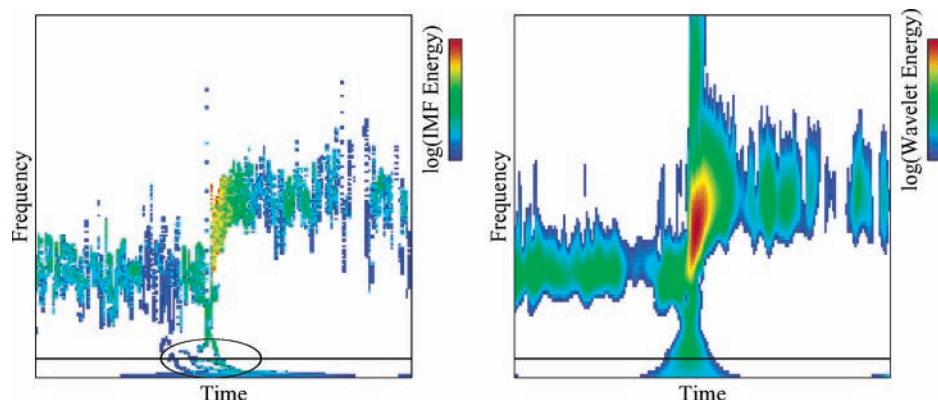 Frequency
Time
log(IMF Energy)
Frequency
Time
log(Wavelet Energy)